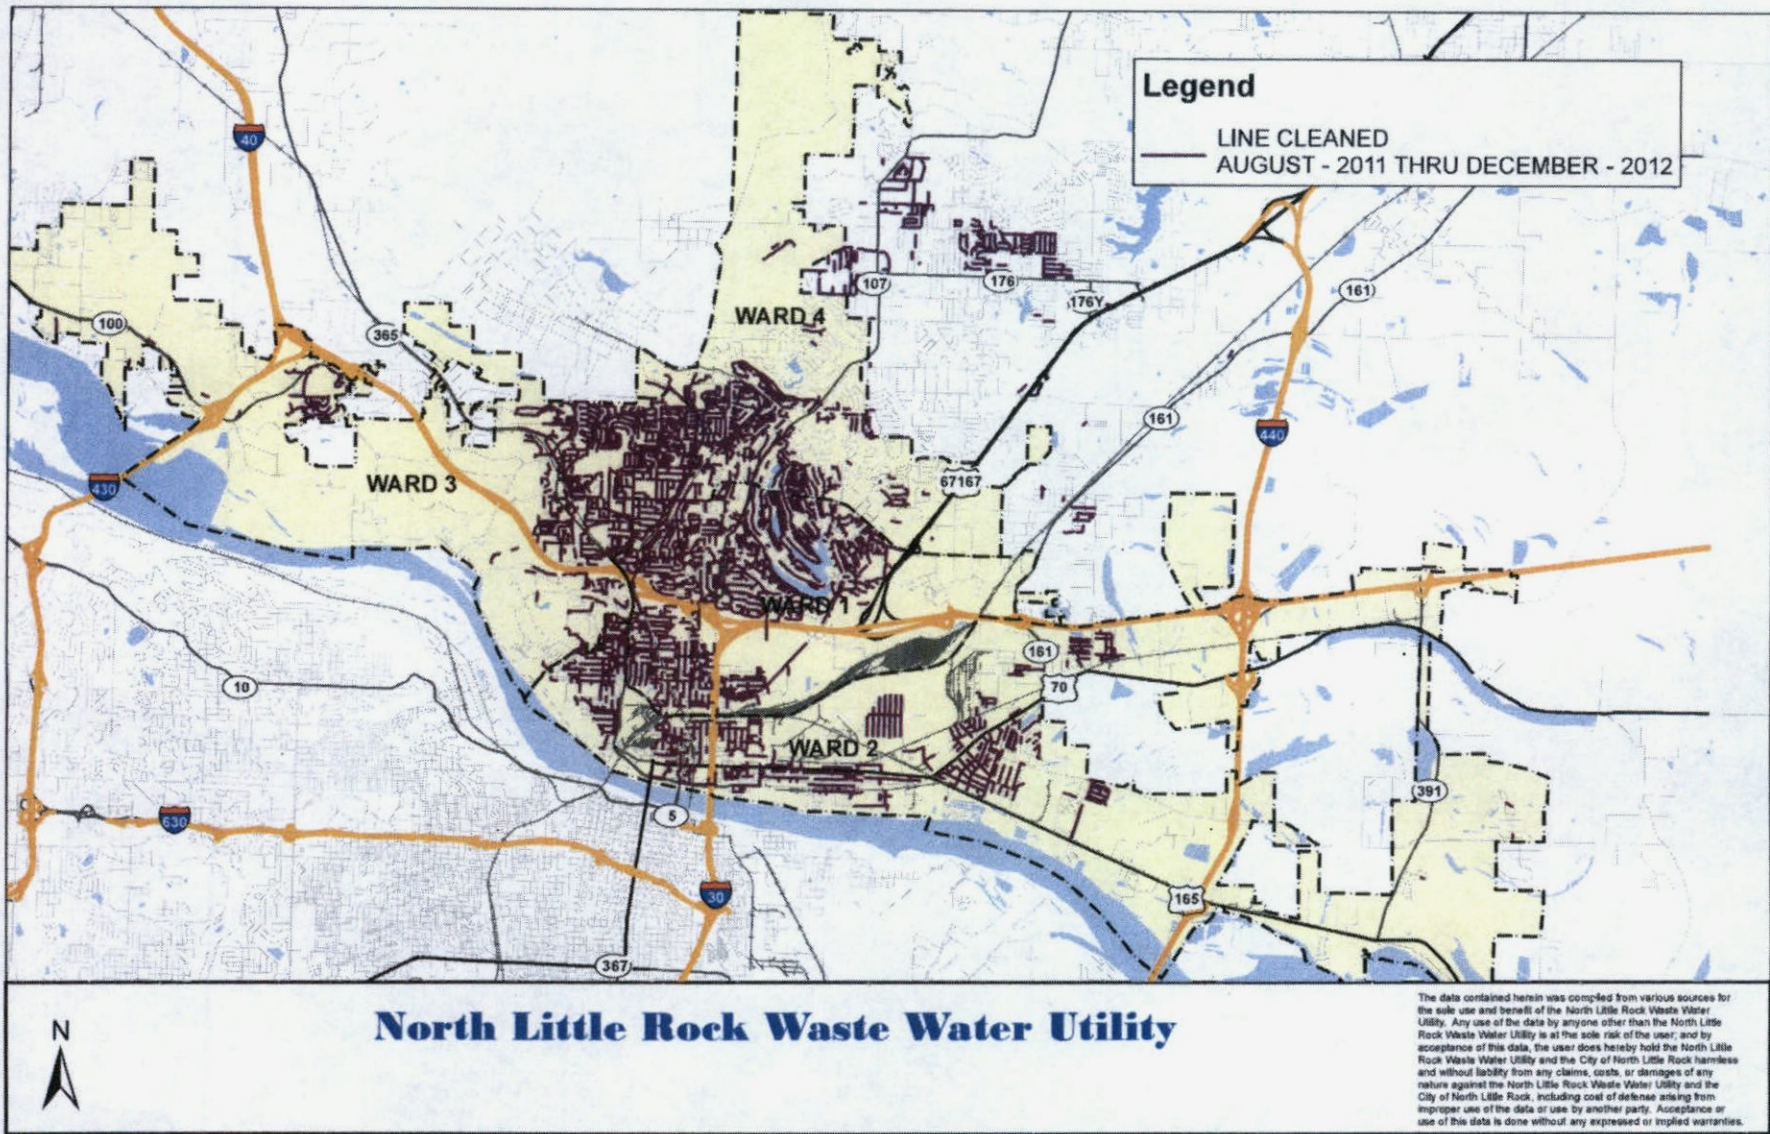 Legend
LINE CLEANED
AUGUST - 2011 THRU DECEMBER - 2012
40
107
176
176Y
161
WARD 4
100
365
161
440
67167
WARD 3
430
WARD 1
161
70
10
WARD 2
391
630
5
30
165
367
N
North Little Rock Waste Water Utility
The data contained herein was compiled from various sources for
the sole use and benefit of the North Little Rock Waste Water
Utility. Any use of the data by anyone other than the North Little
Rock Waste Water Utility is at the sole risk of the user; and by
acceptance of this data, the user does hereby hold the North Little
Rock Waste Water Utility and the City of North Little Rock harmless
and without liability from any claims, costs, or damages of any
nature against the North Little Rock Waste Water Utility and the
City of North Little Rock, including cost of defense arising from
improper use of the data or use by another party. Acceptance or
use of this data is done without any expressed or implied warranties.